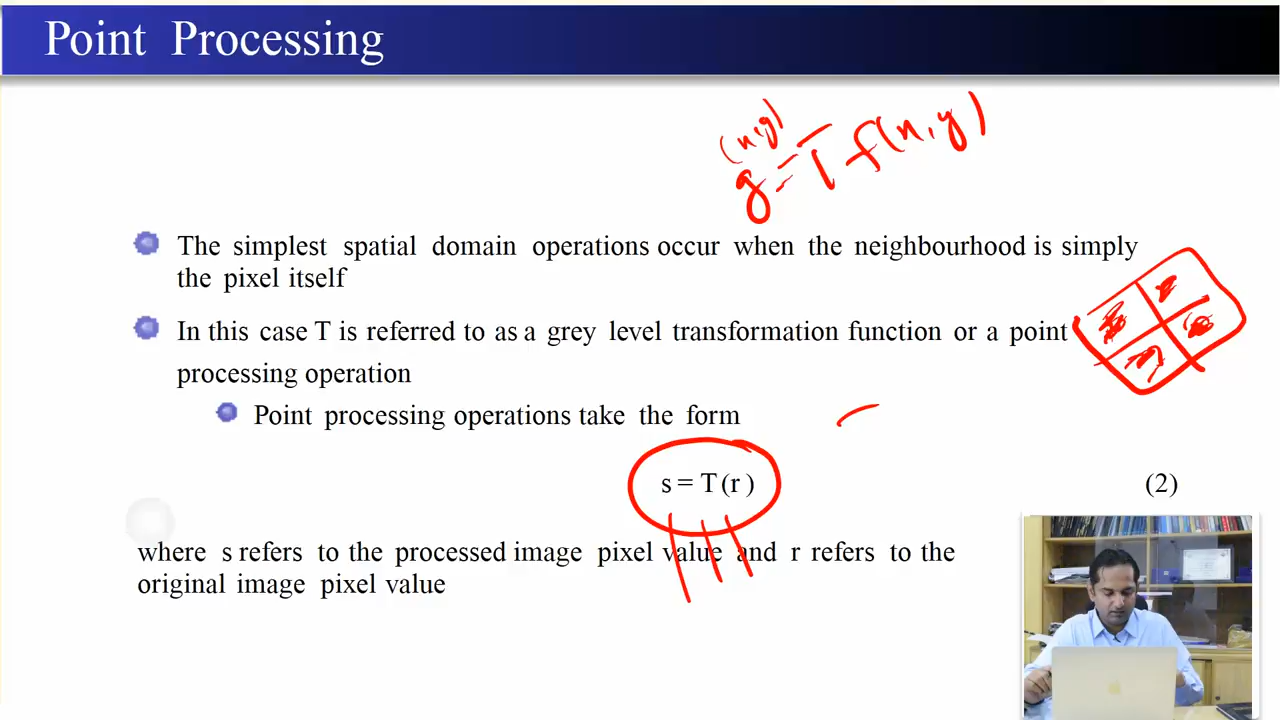 Point Processing
g(x,y) = T f(x,y)
The simplest spatial domain operations occur when the neighbourhood is simply
the pixel itself
In this case T is referred to as a grey level transformation function or a point
processing operation
Point processing operations take the form
s = T (r ) (2)
where s refers to the processed image pixel value and r refers to the
original image pixel value